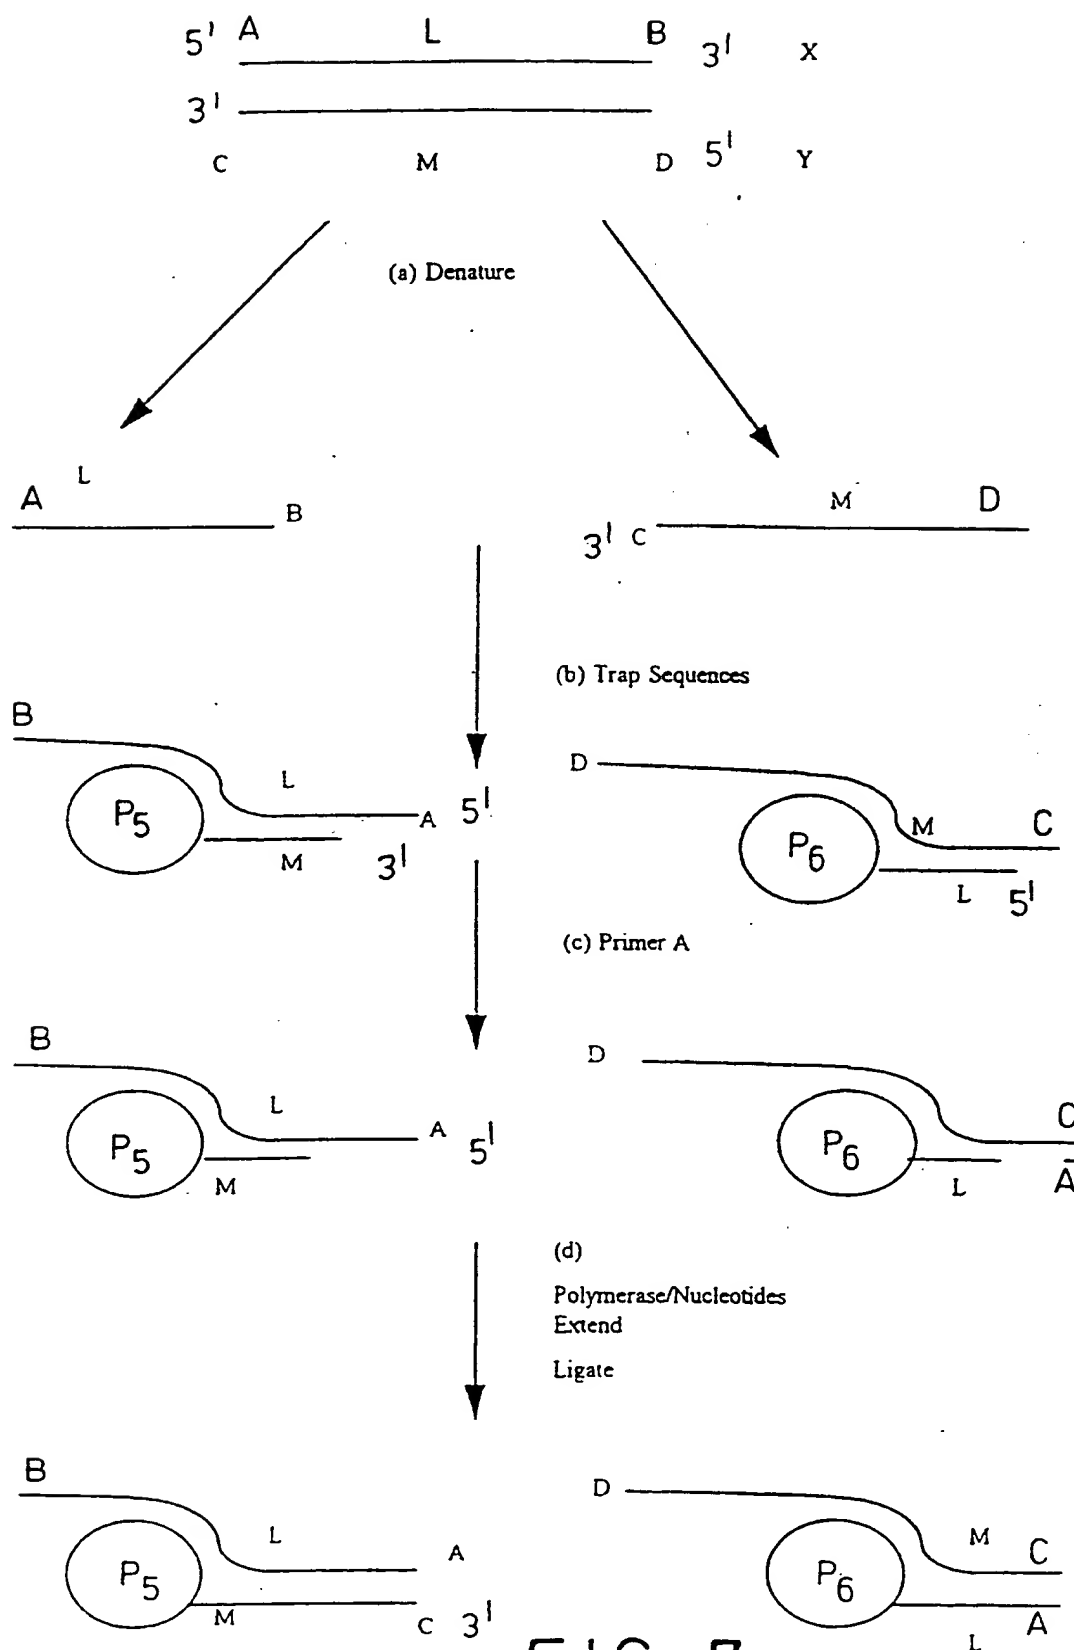 5' A L B 3' X
3'
C M D 5' Y
(a) Denature
A L B
3' C M D
(b) Trap Sequences
B
P5 L A 5'
M 3'
D
P6 M C
L 5'
(c) Primer A
B
P5 L A 5'
M
D
P6 C
L A
(d)
Polymerase/Nucleotides
Extend
Ligate
B
P5 L A
M C 3'
D
P6 M C
L A